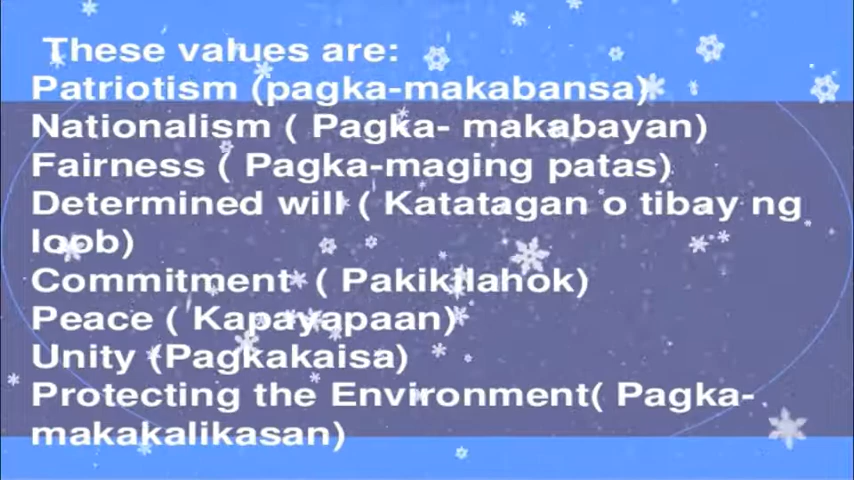 These values are:
Patriotism (pagka-makabansa)
Nationalism ( Pagka- makabayan)
Fairness ( Pagka-maging patas)
Determined will ( Katatagan o tibay ng
loob)
Commitment ( Pakikilahok)
Peace ( Kapayapaan)
Unity (Pagkakaisa)
Protecting the Environment( Pagka-
makakalikasan)